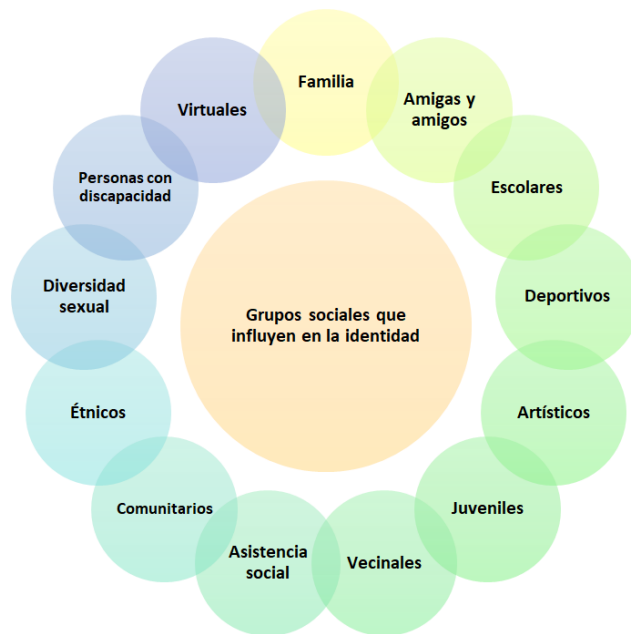 Grupos sociales que
influyen en la identidad
Familia
Amigas y
amigos
Escolares
Deportivos
Artísticos
Juveniles
Vecinales
Asistencia
social
Comunitarios
Étnicos
Diversidad
sexual
Personas con
discapacidad
Virtuales